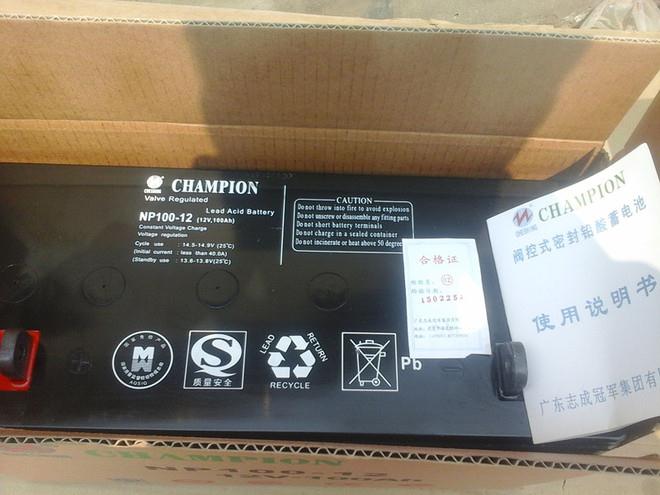 CHAMPION
Valve Regulated
Lead Acid Battery
NP100-12 (12V,100Ah)
Constant Voltage Charge
Voltage regulation
Cycle use : 14.5-14.9V (25℃)
(Initial current : less than 40.0A)
(Standby use : 13.6-13.8V (25℃)
CAUTION
Do not throw into fire to avoid explosion
Do not unscrew or disassemble any fitting parts
Do not short battery terminals
Do not charge in a sealed container
Do not incinerate or heat above 50 degree
合格证
150225
AQSIQ
质量安全
LEAD
RETURN
RECYCLE
Pb
CHAMPION
阀控式密封铅酸蓄电池
使用说明书
广东志成冠军集团有
CHAMPION
NP100-12
12V-100Ah